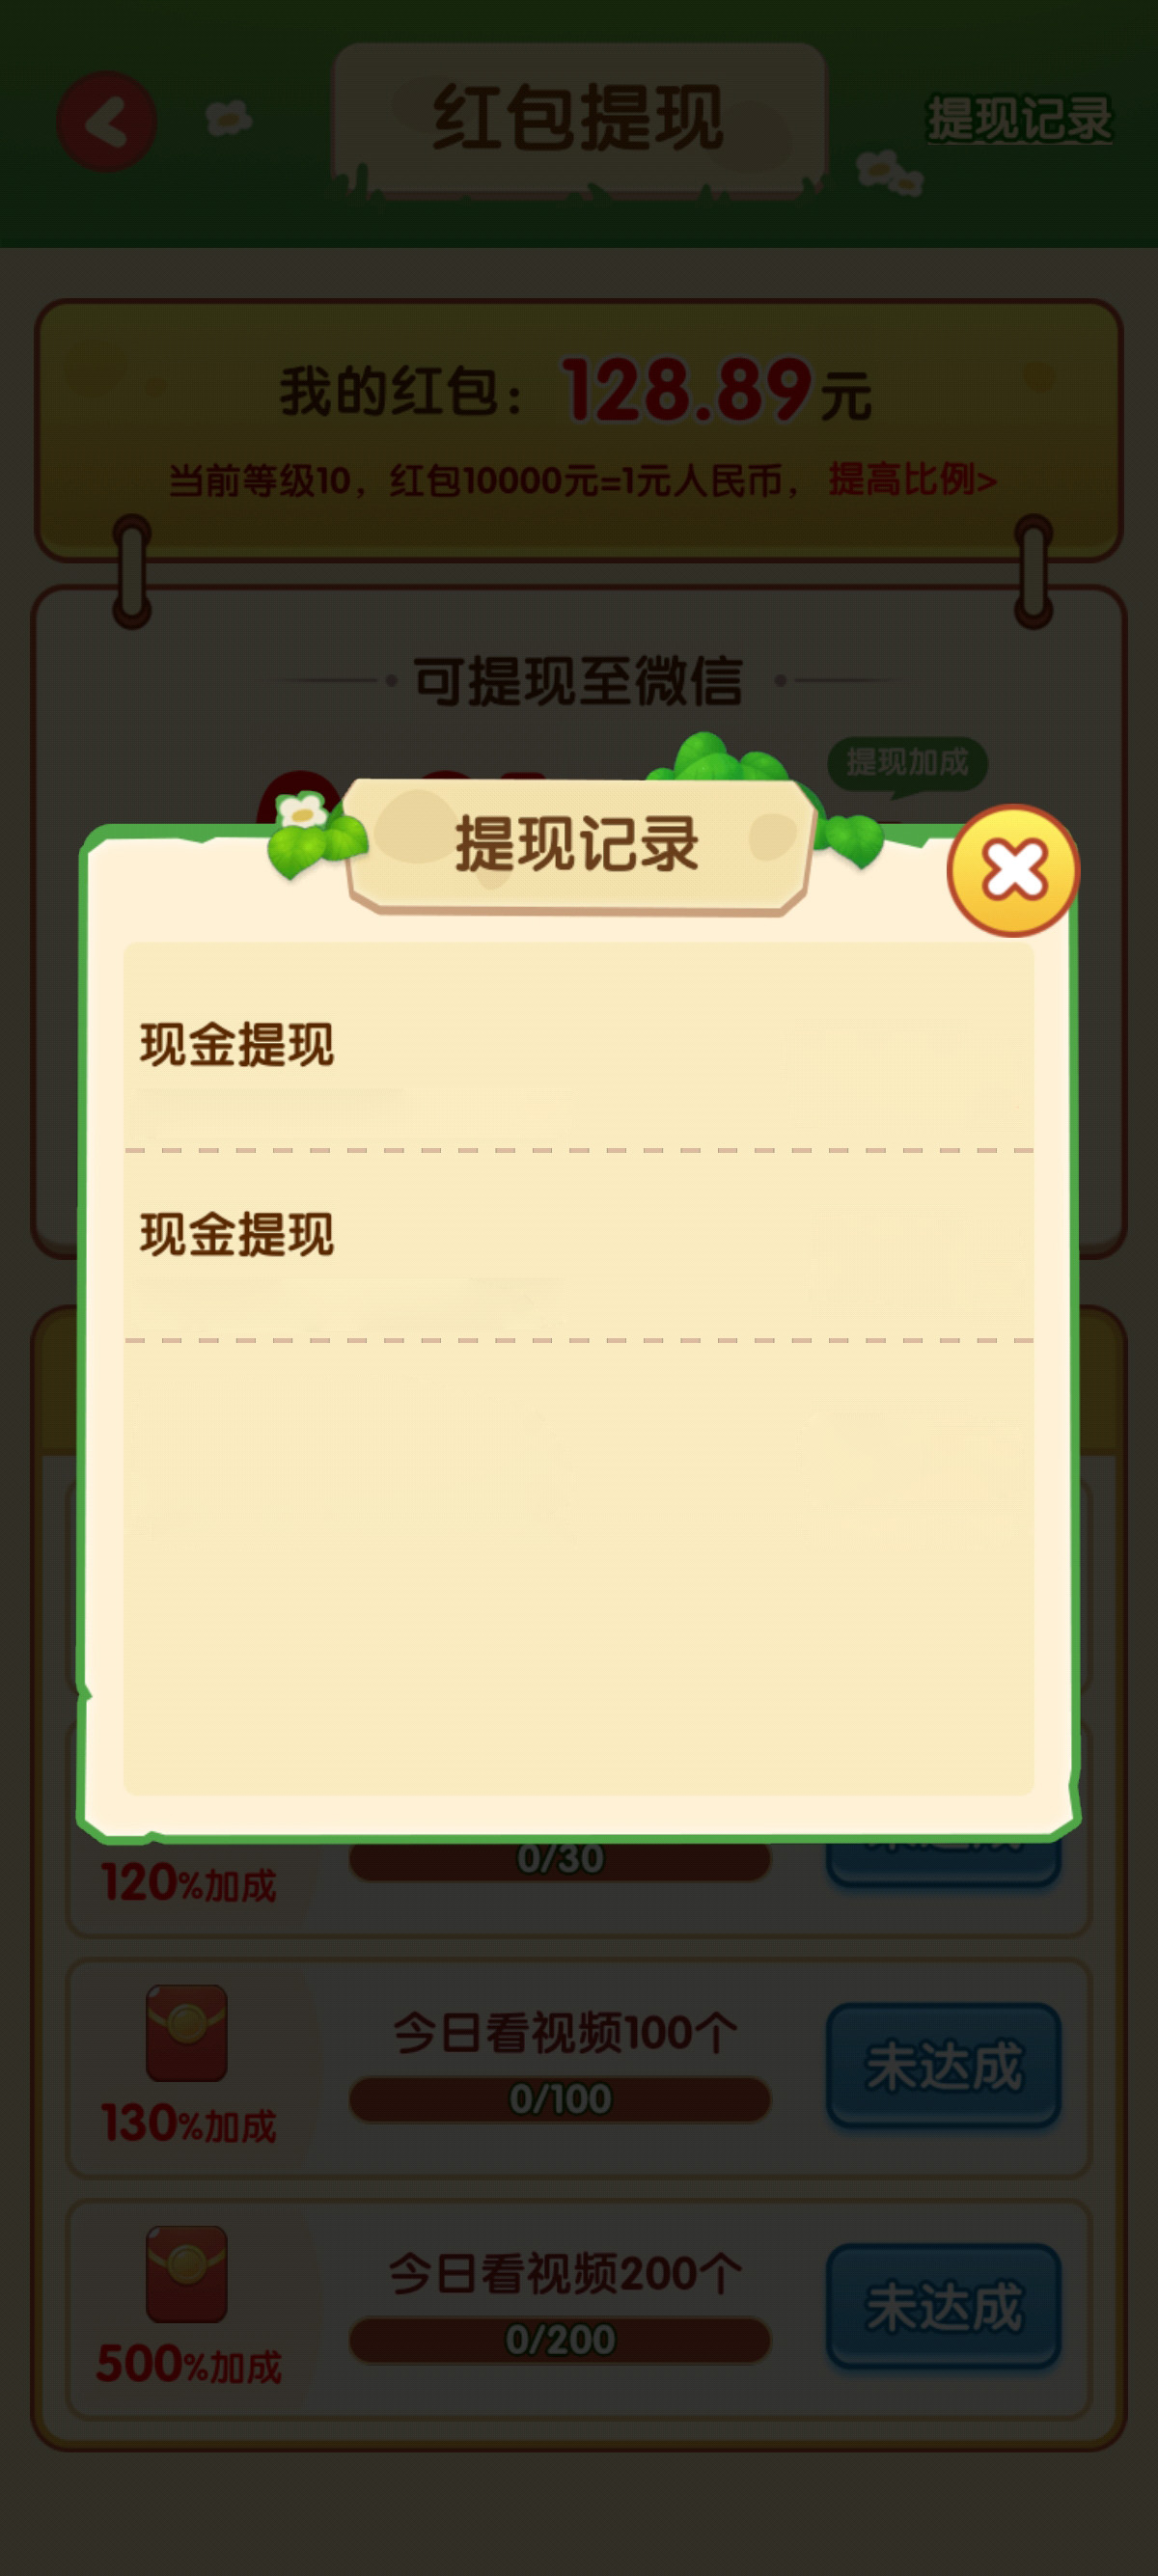 红包提现
提现记录
我的红包：128.89元
当前等级10，红包10000元=1元人民币，提高比例>
可提现至微信
提现加成
提现记录
现金提现
现金提现
0/30
120%加成
今日看视频100个
0/100
130%加成
未达成
今日看视频200个
0/200
500%加成
未达成